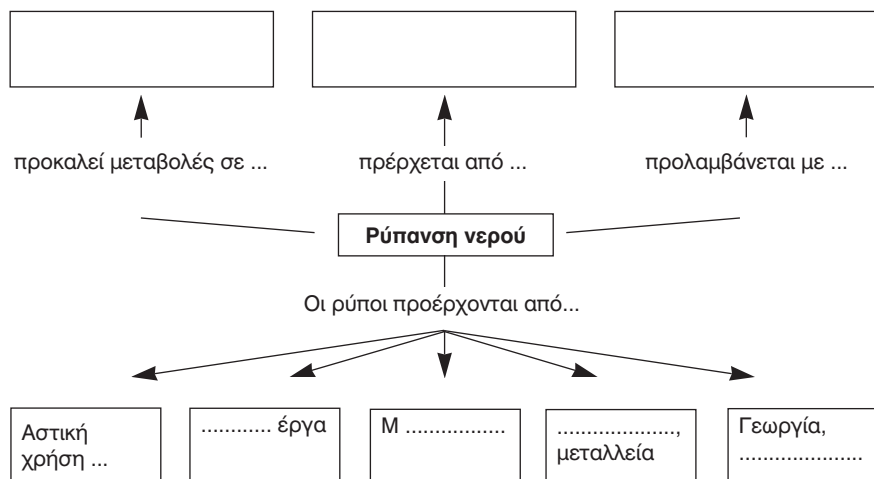 προκαλεί μεταβολές σε ...
πρέρχεται από ...
προλαμβάνεται με ...
Ρύπανση νερού
Οι ρύποι προέρχονται από...
Αστική
χρήση ...
............ έργα
Μ .................
....................,
μεταλλεία
Γεωργία,
.....................